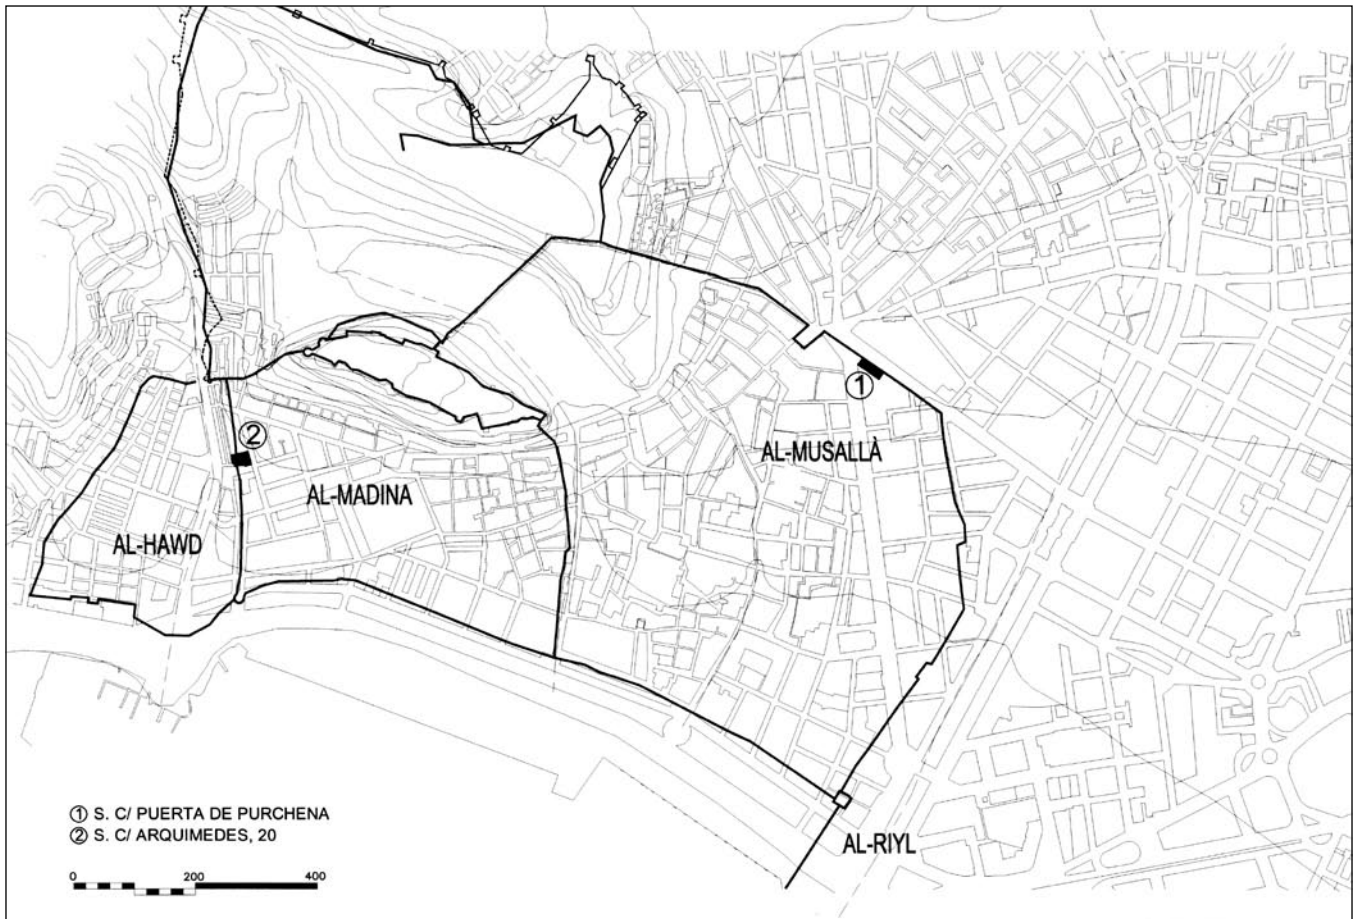 ①
AL-MUSALLÀ
②
AL-MADINA
AL-HAWD
① S. C/ PUERTA DE PURCHENA
② S. C/ ARQUIMEDES, 20
AL-RIYL
0 200 400